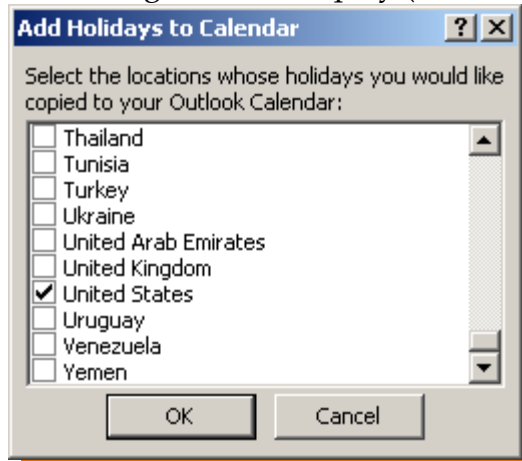 Add Holidays to Calendar
Select the locations whose holidays you would like
copied to your Outlook Calendar:
Thailand
Tunisia
Turkey
Ukraine
United Arab Emirates
United Kingdom
United States
Uruguay
Venezuela
Yemen
OK Cancel